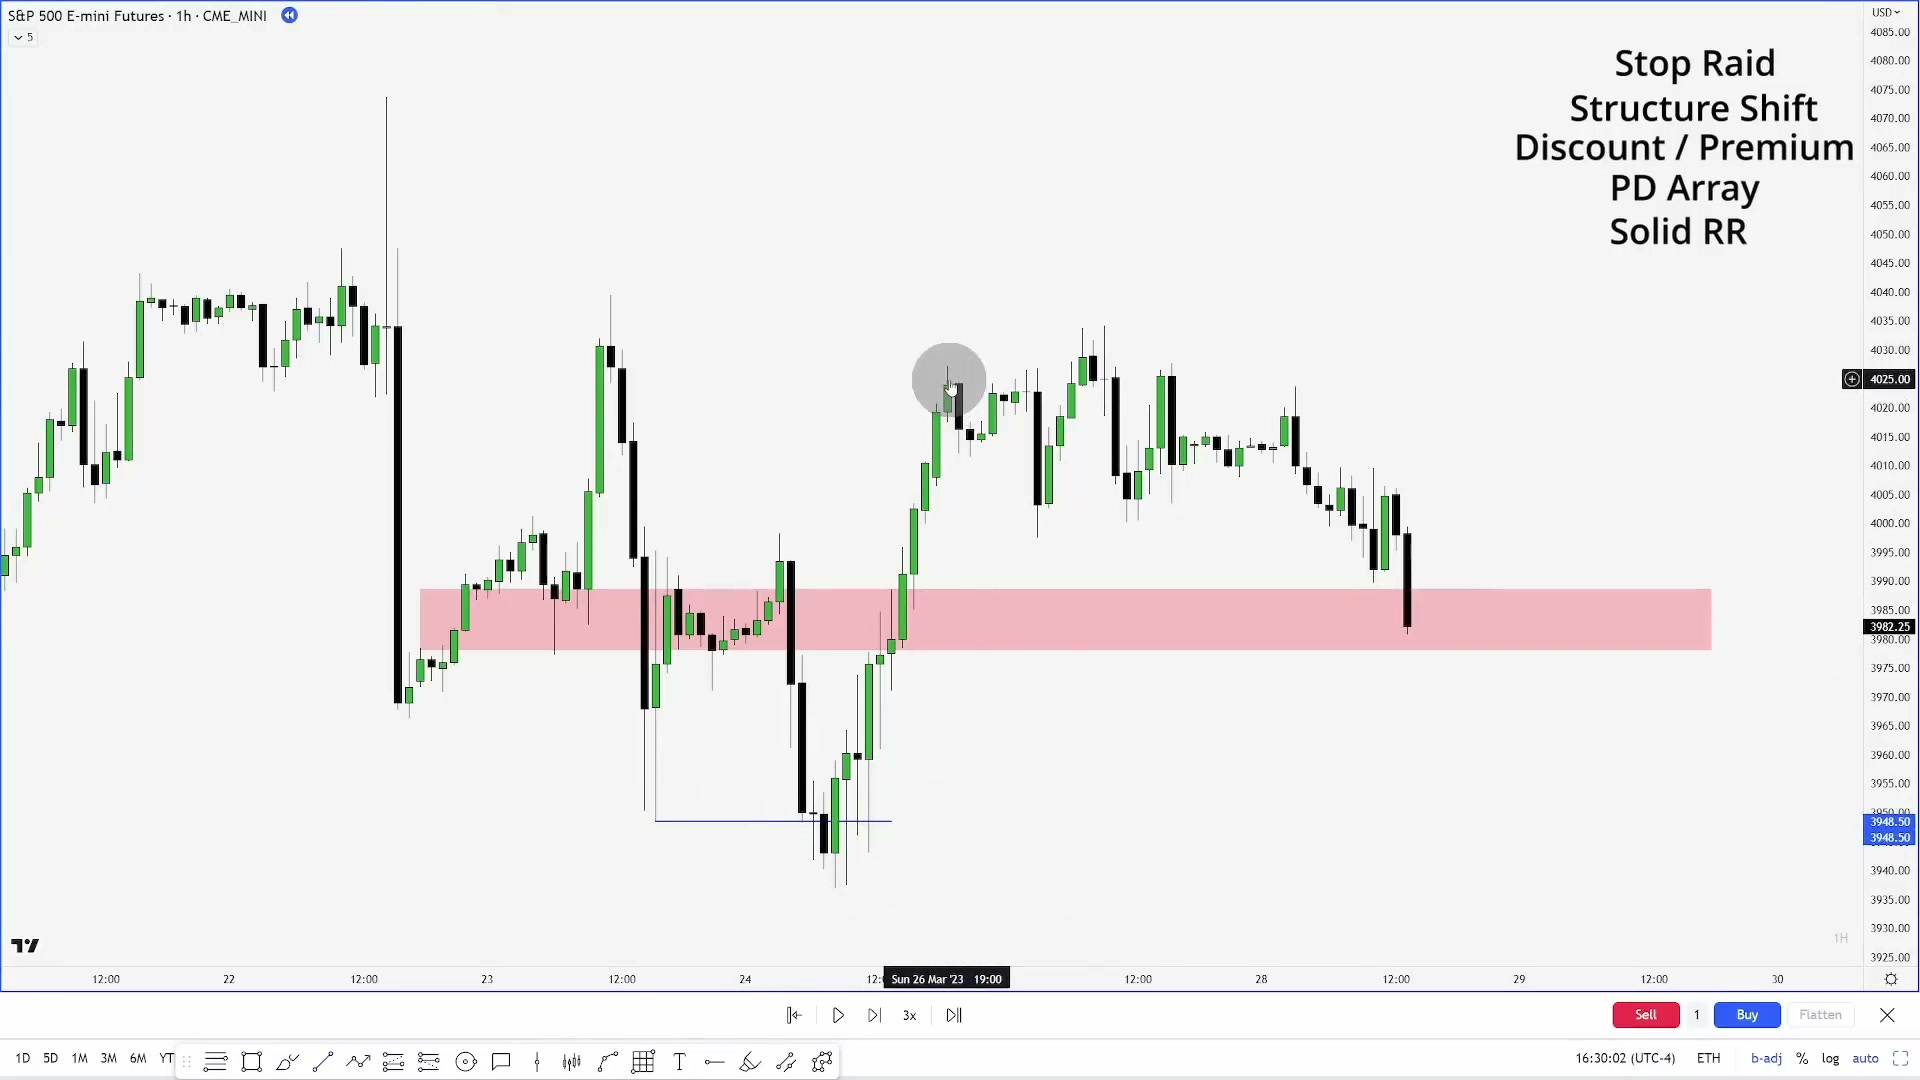 S&P 500 E-mini Futures · 1h · CME_MINI
5
USD
Stop Raid
Structure Shift
Discount / Premium
PD Array
Solid RR
4085.00
4080.00
4075.00
4070.00
4065.00
4060.00
4055.00
4050.00
4045.00
4040.00
4035.00
4030.00
4025.00
4020.00
4015.00
4010.00
4005.00
4000.00
3995.00
3990.00
3985.00
3982.25
3980.00
3975.00
3970.00
3965.00
3960.00
3955.00
3950.00
3948.50
3948.50
3940.00
3935.00
3930.00
3925.00
1H
12:00 22 12:00 23 12:00 24 Sun 26 Mar '23 19:00 12:00 28 12:00 29 12:00 30
3x
Sell 1 Buy Flatten
1D 5D 1M 3M 6M
16:30:02 (UTC-4) ETH b-adj % log auto